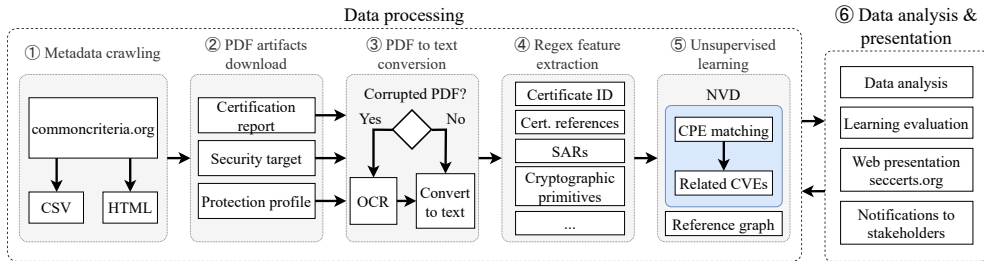 Data processing
⑥ Data analysis &
presentation
① Metadata crawling
② PDF artifacts
download
③ PDF to text
conversion
④ Regex feature
extraction
⑤ Unsupervised
learning
commoncriteria.org
CSV
HTML
Certification
report
Security target
Protection profile
Corrupted PDF?
Yes
No
OCR
Convert
to text
Certificate ID
Cert. references
SARs
Cryptographic
primitives
...
NVD
CPE matching
Related CVEs
Reference graph
Data analysis
Learning evaluation
Web presentation
seccerts.org
Notifications to
stakeholders